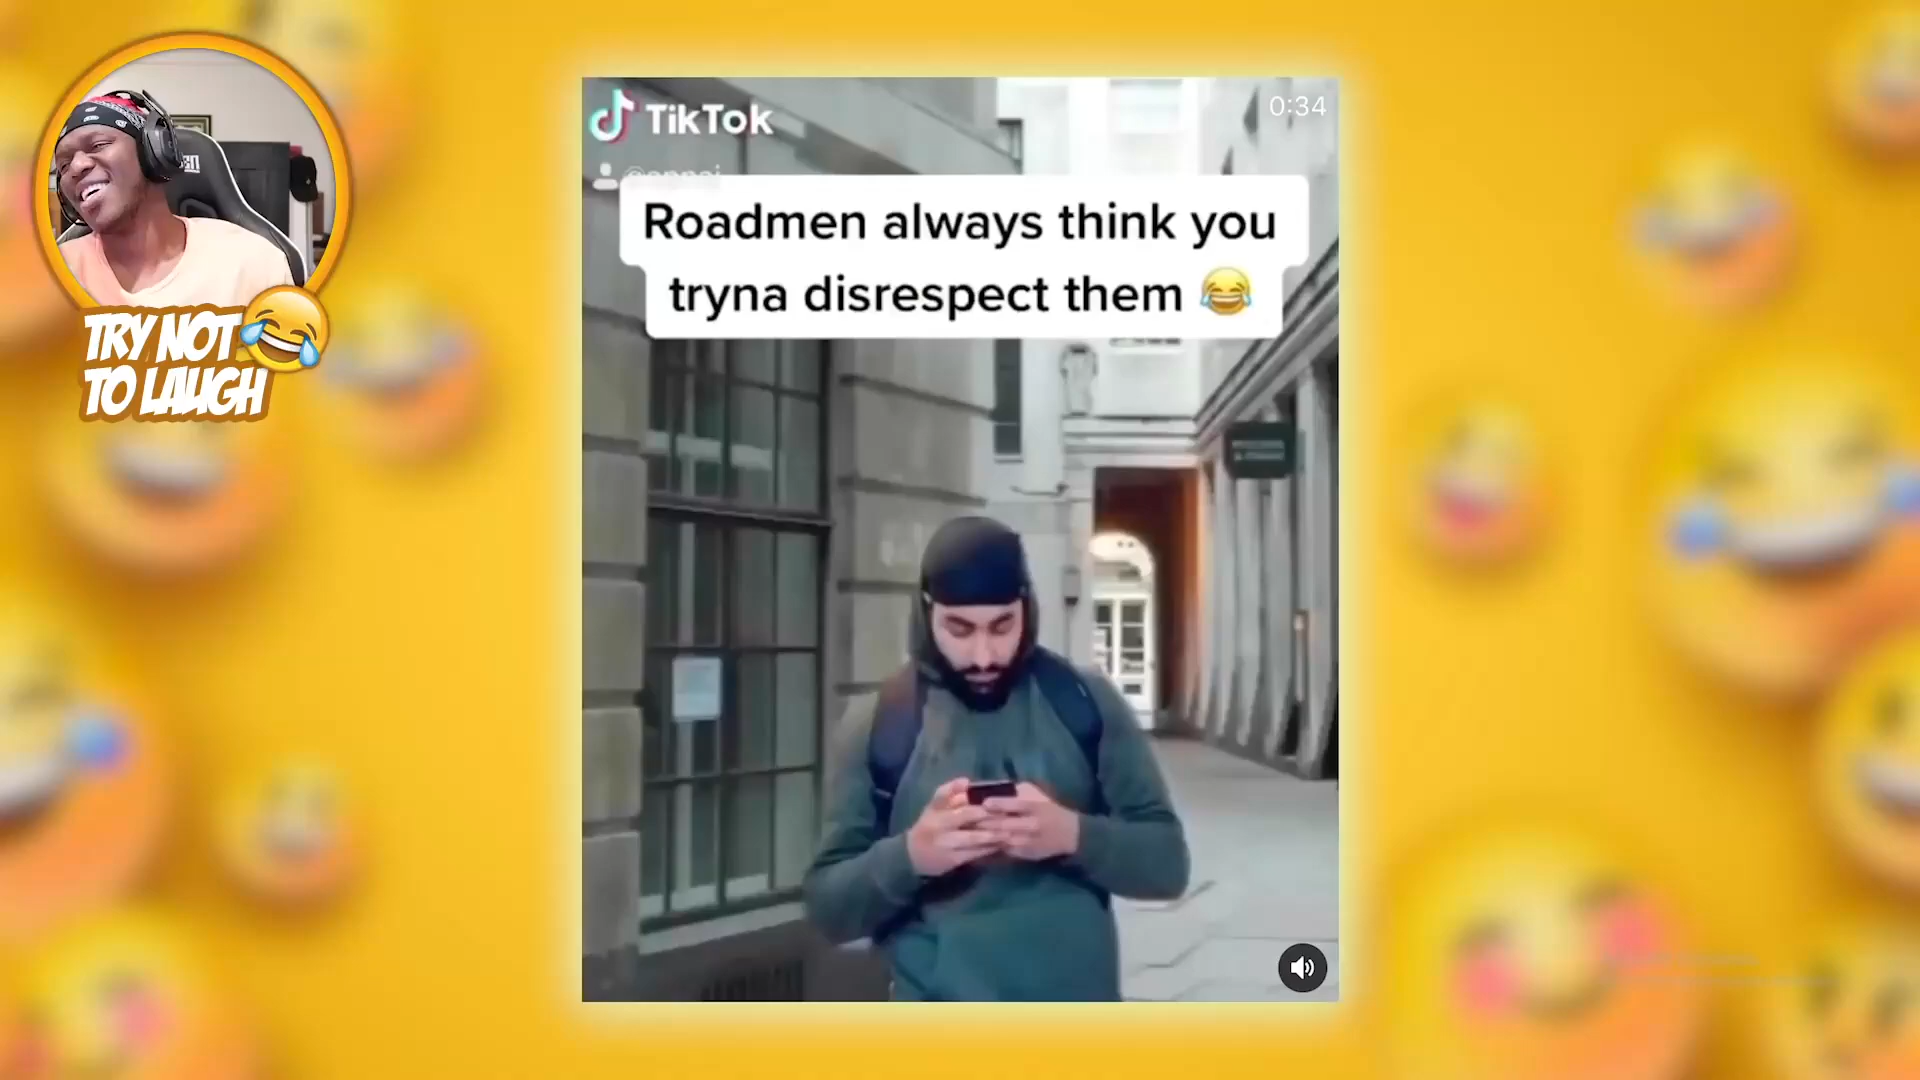 TikTok
0:34
Roadmen always think you
tryna disrespect them 😂
TRY NOT
TO LAUGH